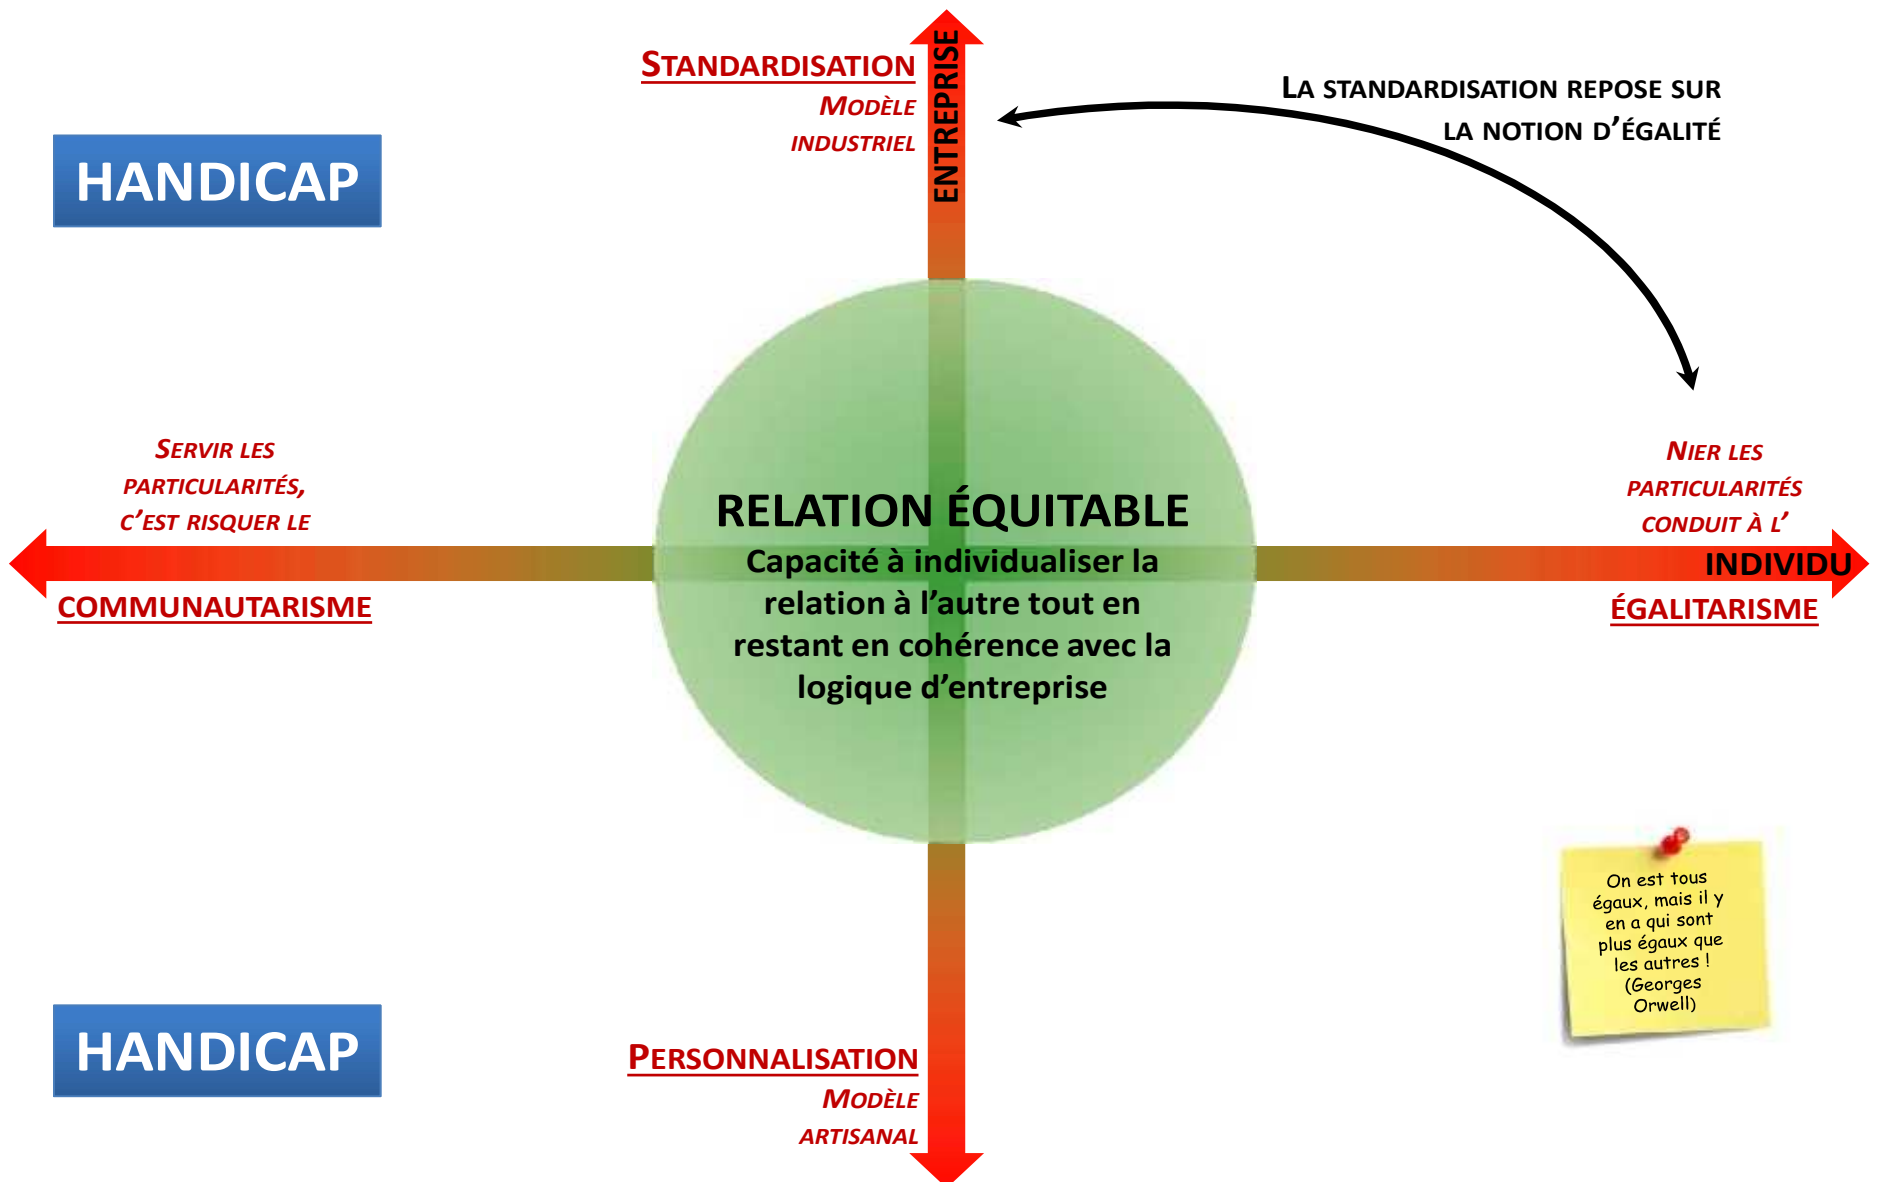 STANDARDISATION
MODÈLE
INDUSTRIEL
ENTREPRISE
LA STANDARDISATION REPOSE SUR
LA NOTION D'ÉGALITÉ
HANDICAP
SERVIR LES
PARTICULARITÉS,
C'EST RISQUER LE
COMMUNAUTARISME
RELATION ÉQUITABLE
Capacité à individualiser la
relation à l'autre tout en
restant en cohérence avec la
logique d'entreprise
NIER LES
PARTICULARITÉS
CONDUIT À L'
INDIVIDU
ÉGALITARISME
On est tous
égaux, mais il y
en a qui sont
plus égaux que
les autres !
(Georges
Orwell)
HANDICAP
PERSONNALISATION
MODÈLE
ARTISANAL